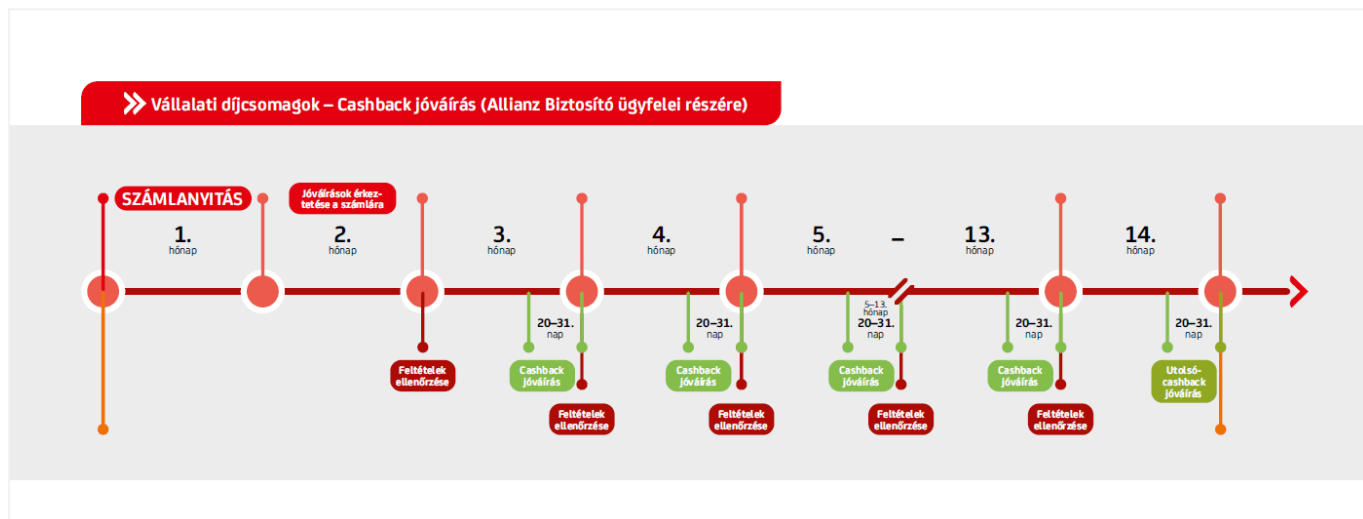 Vállalati díjcsomagok – Cashback jóváírás (Allianz Biztosító ügyfelei részére)
SZÁMLANYITÁS
Jóváírások érkez-
tetése a számlára
1.
hónap
2.
hónap
3.
hónap
4.
hónap
5.
hónap
–
13.
hónap
14.
hónap
Feltételek
ellenőrzése
20–31.
nap
Cashback
jóváírás
Feltételek
ellenőrzése
20–31.
nap
Cashback
jóváírás
Feltételek
ellenőrzése
5–13.
hónap
20–31.
nap
Cashback
jóváírás
Feltételek
ellenőrzése
20–31.
nap
Cashback
jóváírás
Feltételek
ellenőrzése
20–31.
nap
Utolsó-
cashback
jóváírás